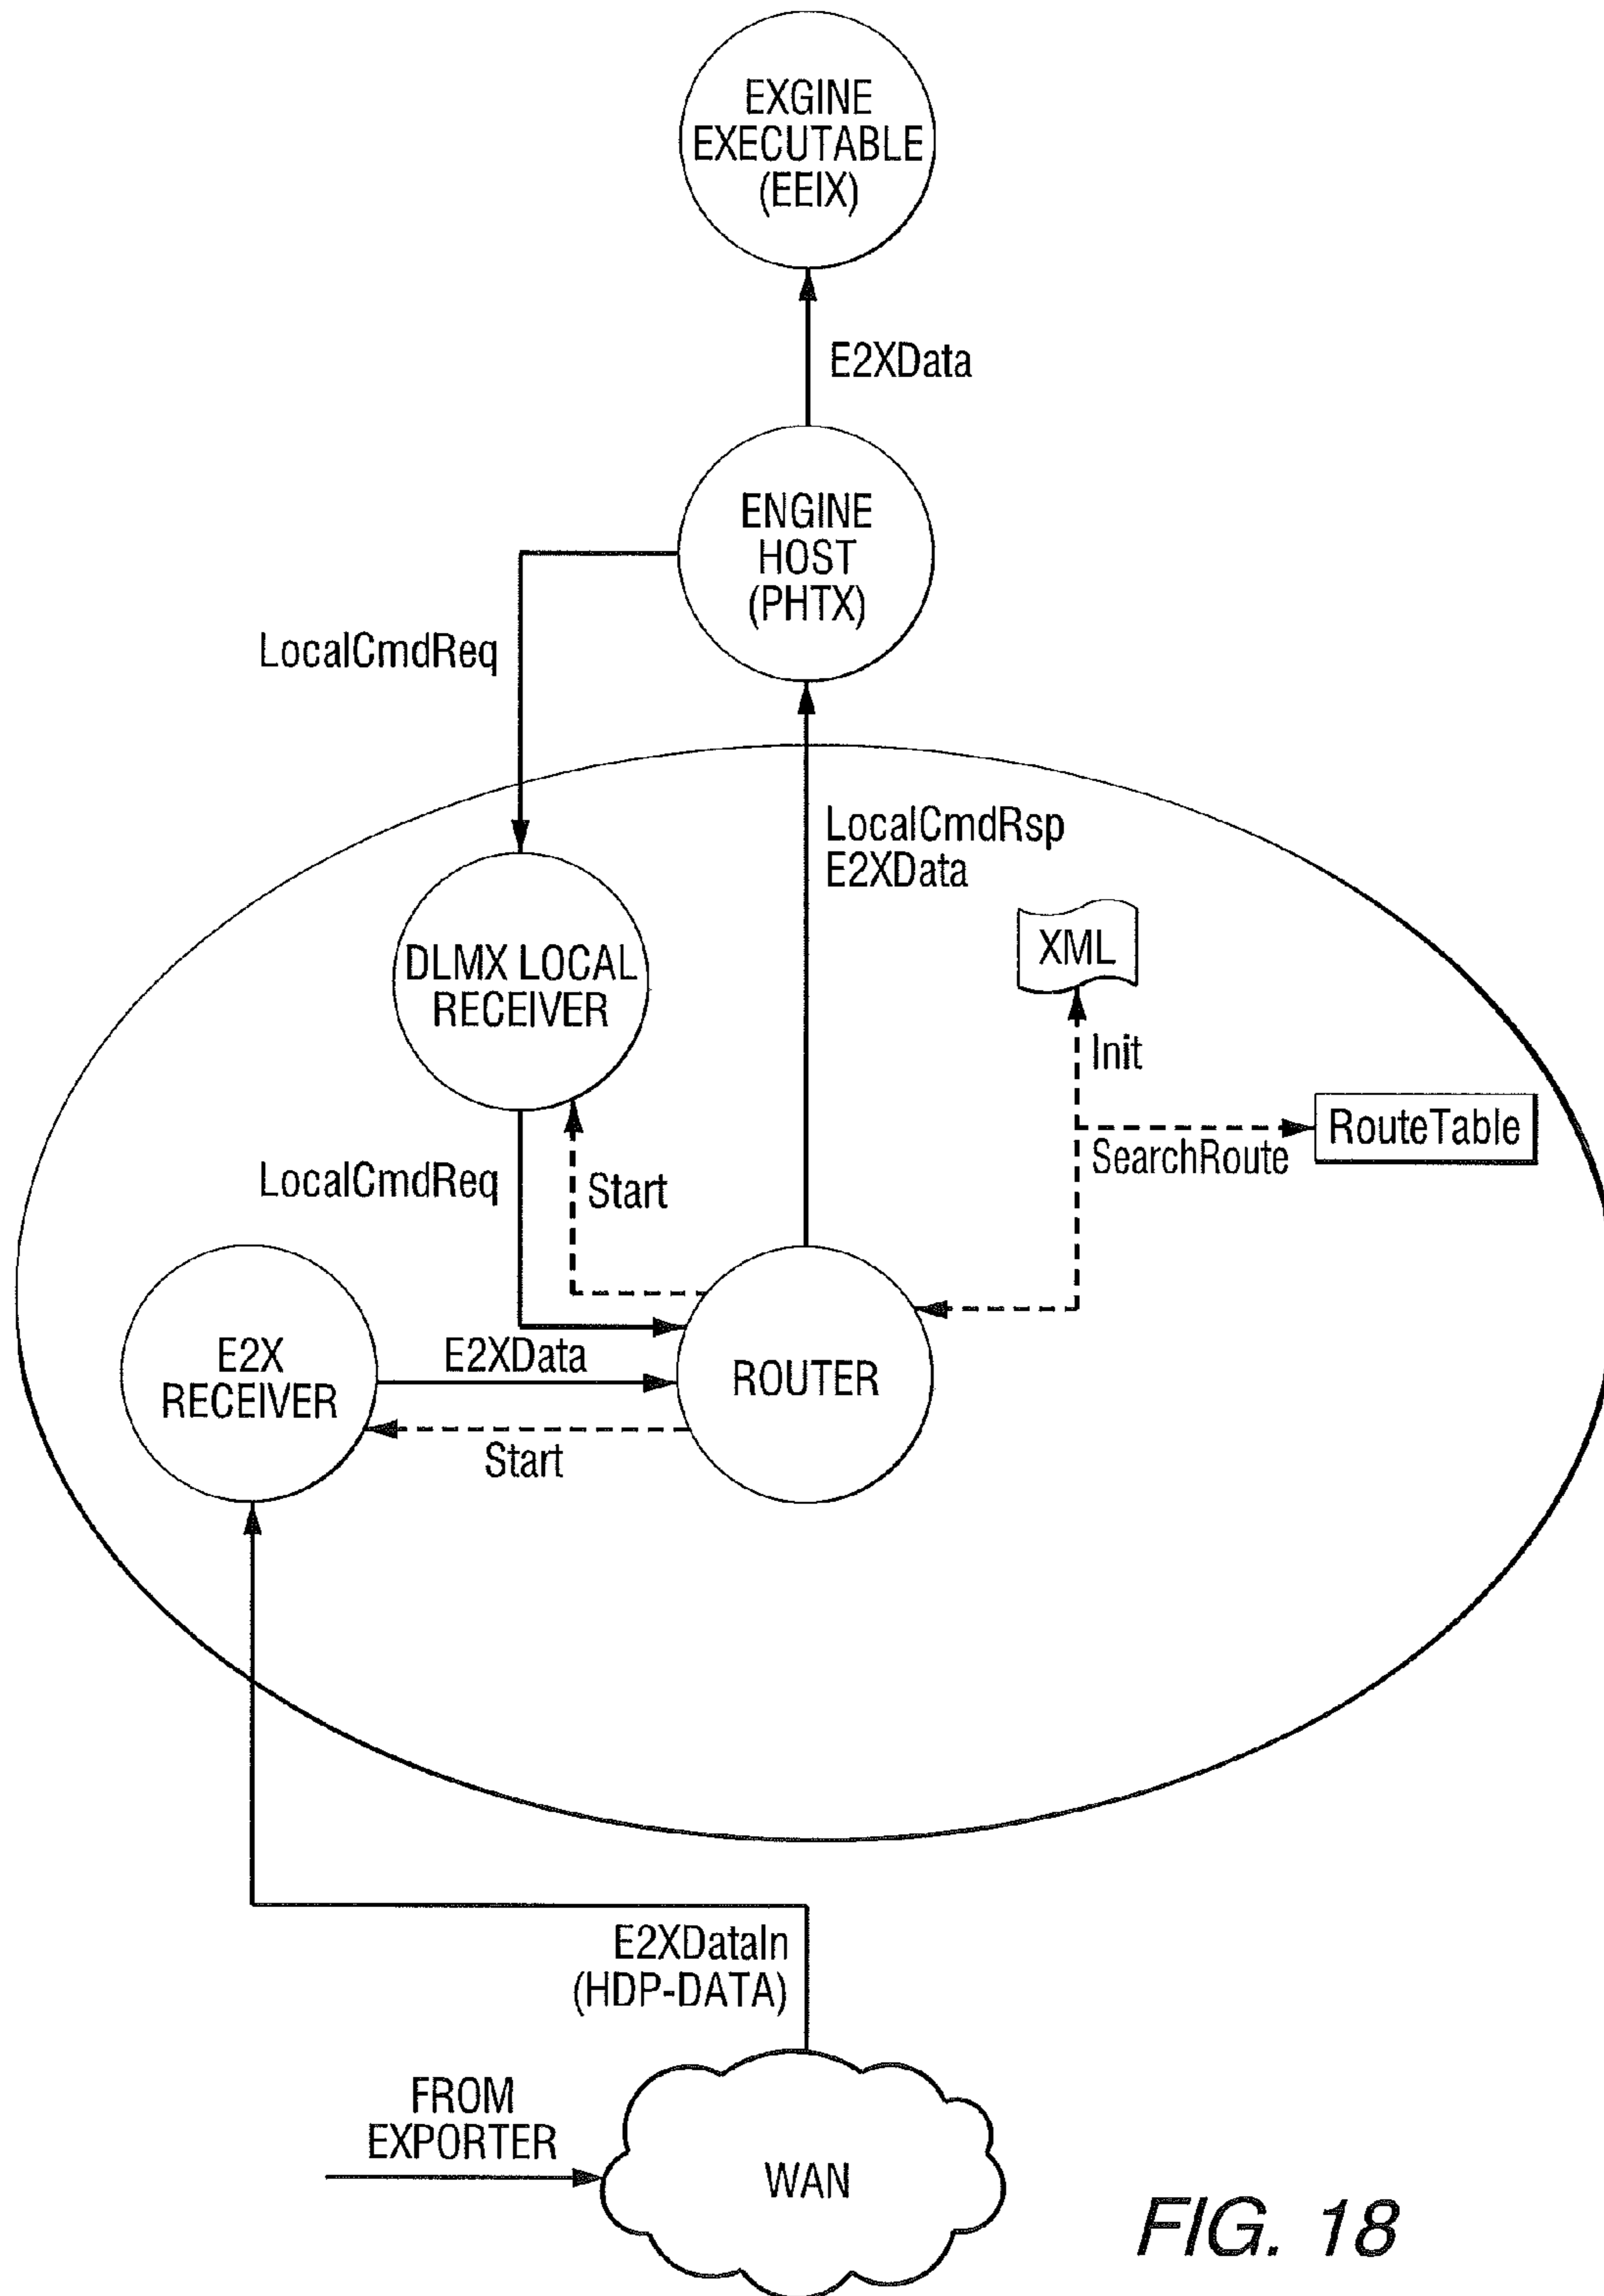 EXGINE
EXECUTABLE
(EEIX)
E2XData
ENGINE
HOST
(PHTX)
LocalCmdReq
LocalCmdRsp
E2XData
DLMX LOCAL
RECEIVER
XML
Init
RouteTable
SearchRoute
LocalCmdReq
Start
E2X
RECEIVER
E2XData
ROUTER
Start
E2XDataIn
(HDP-DATA)
FROM
EXPORTER
WAN
FIG. 18